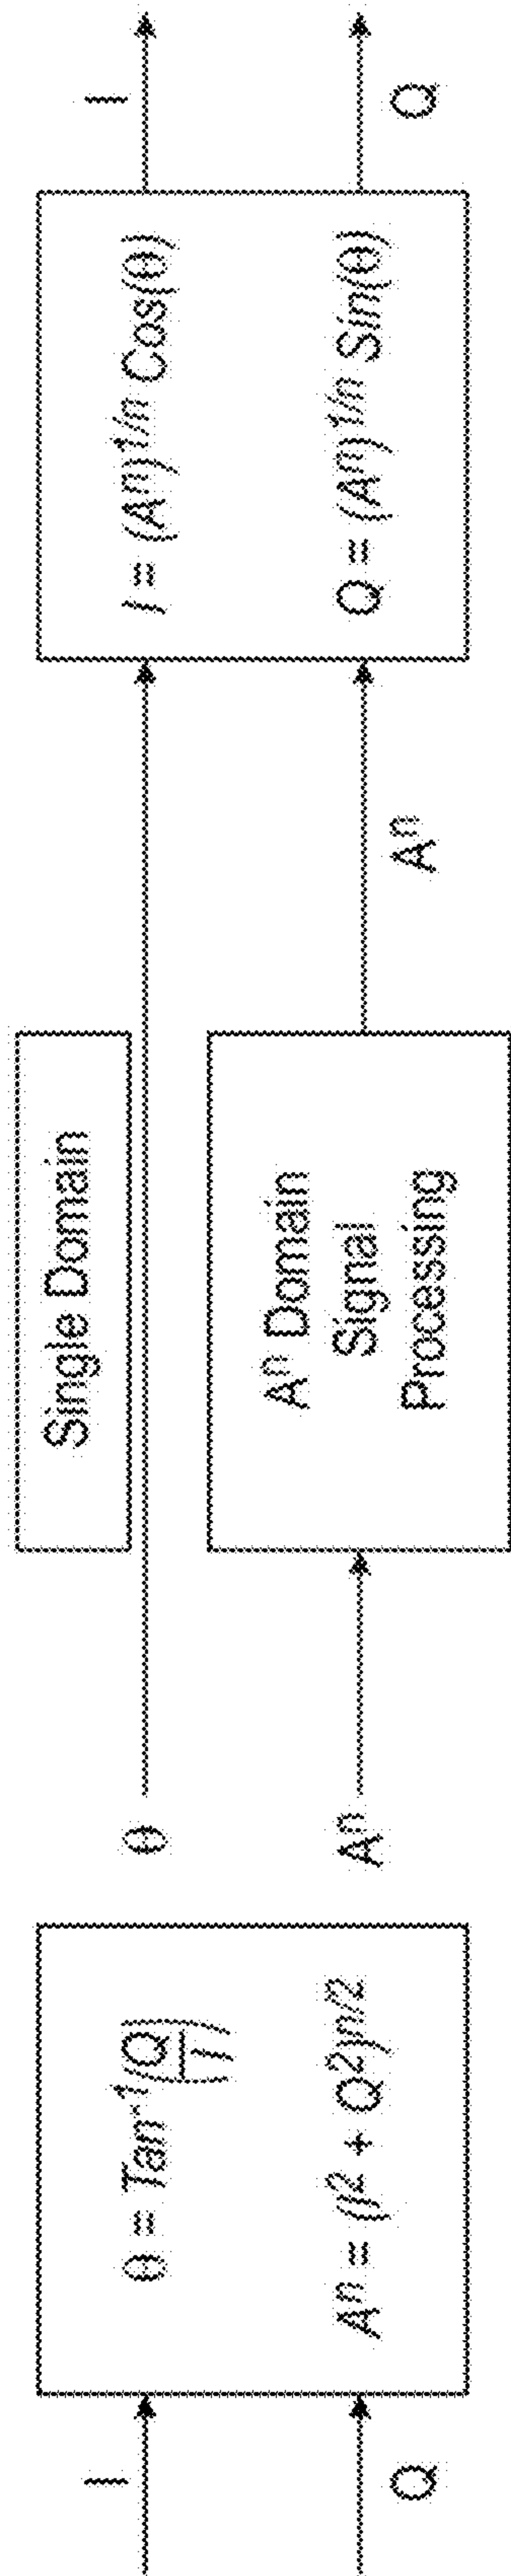 I
Q
θ = Tan⁻¹(Q/I)
Aⁿ = (I² + Q²)ⁿ/²
θ
Aⁿ
Single Domain
Aⁿ Domain
Signal
Processing
Aⁿ
I = (Aⁿ)¹/ⁿ Cos(θ)
Q = (Aⁿ)¹/ⁿ Sin(θ)
I
Q